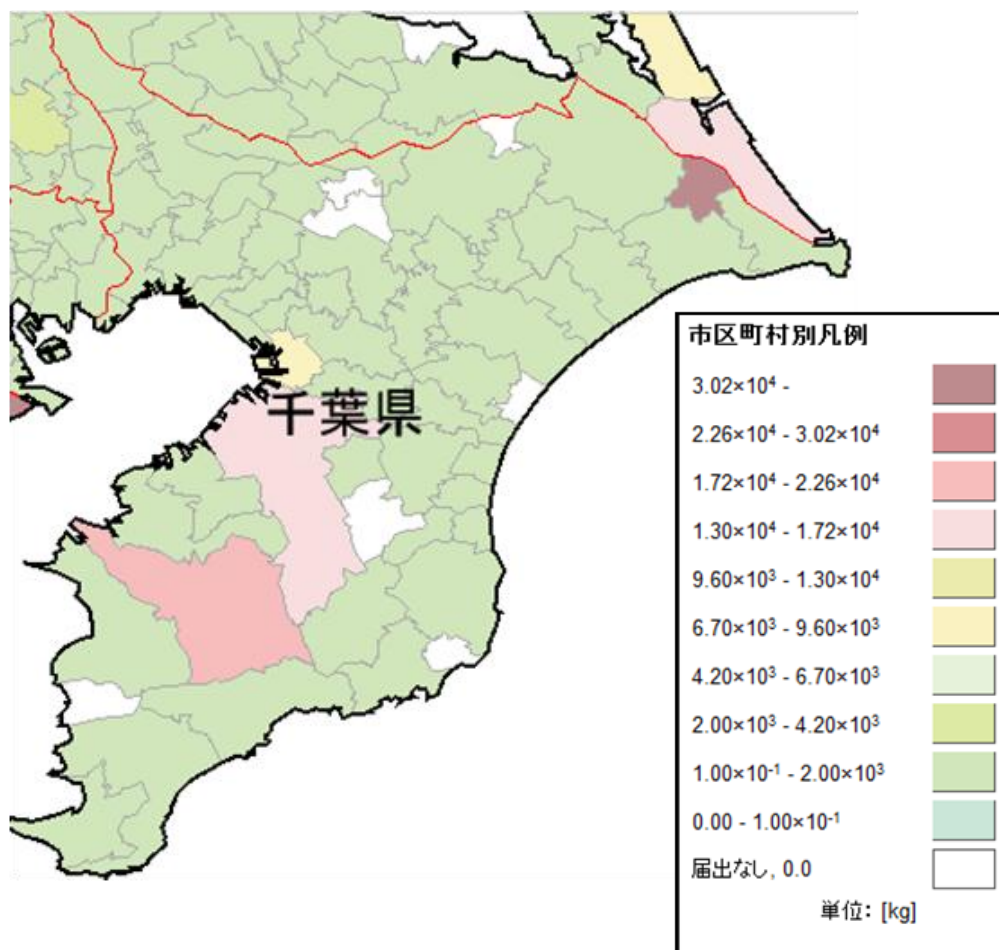 千葉県
市区町村別凡例
3.02×10⁴ -
2.26×10⁴ - 3.02×10⁴
1.72×10⁴ - 2.26×10⁴
1.30×10⁴ - 1.72×10⁴
9.60×10³ - 1.30×10⁴
6.70×10³ - 9.60×10³
4.20×10³ - 6.70×10³
2.00×10³ - 4.20×10³
1.00×10⁻¹ - 2.00×10³
0.00 - 1.00×10⁻¹
届出なし, 0.0
単位: [kg]